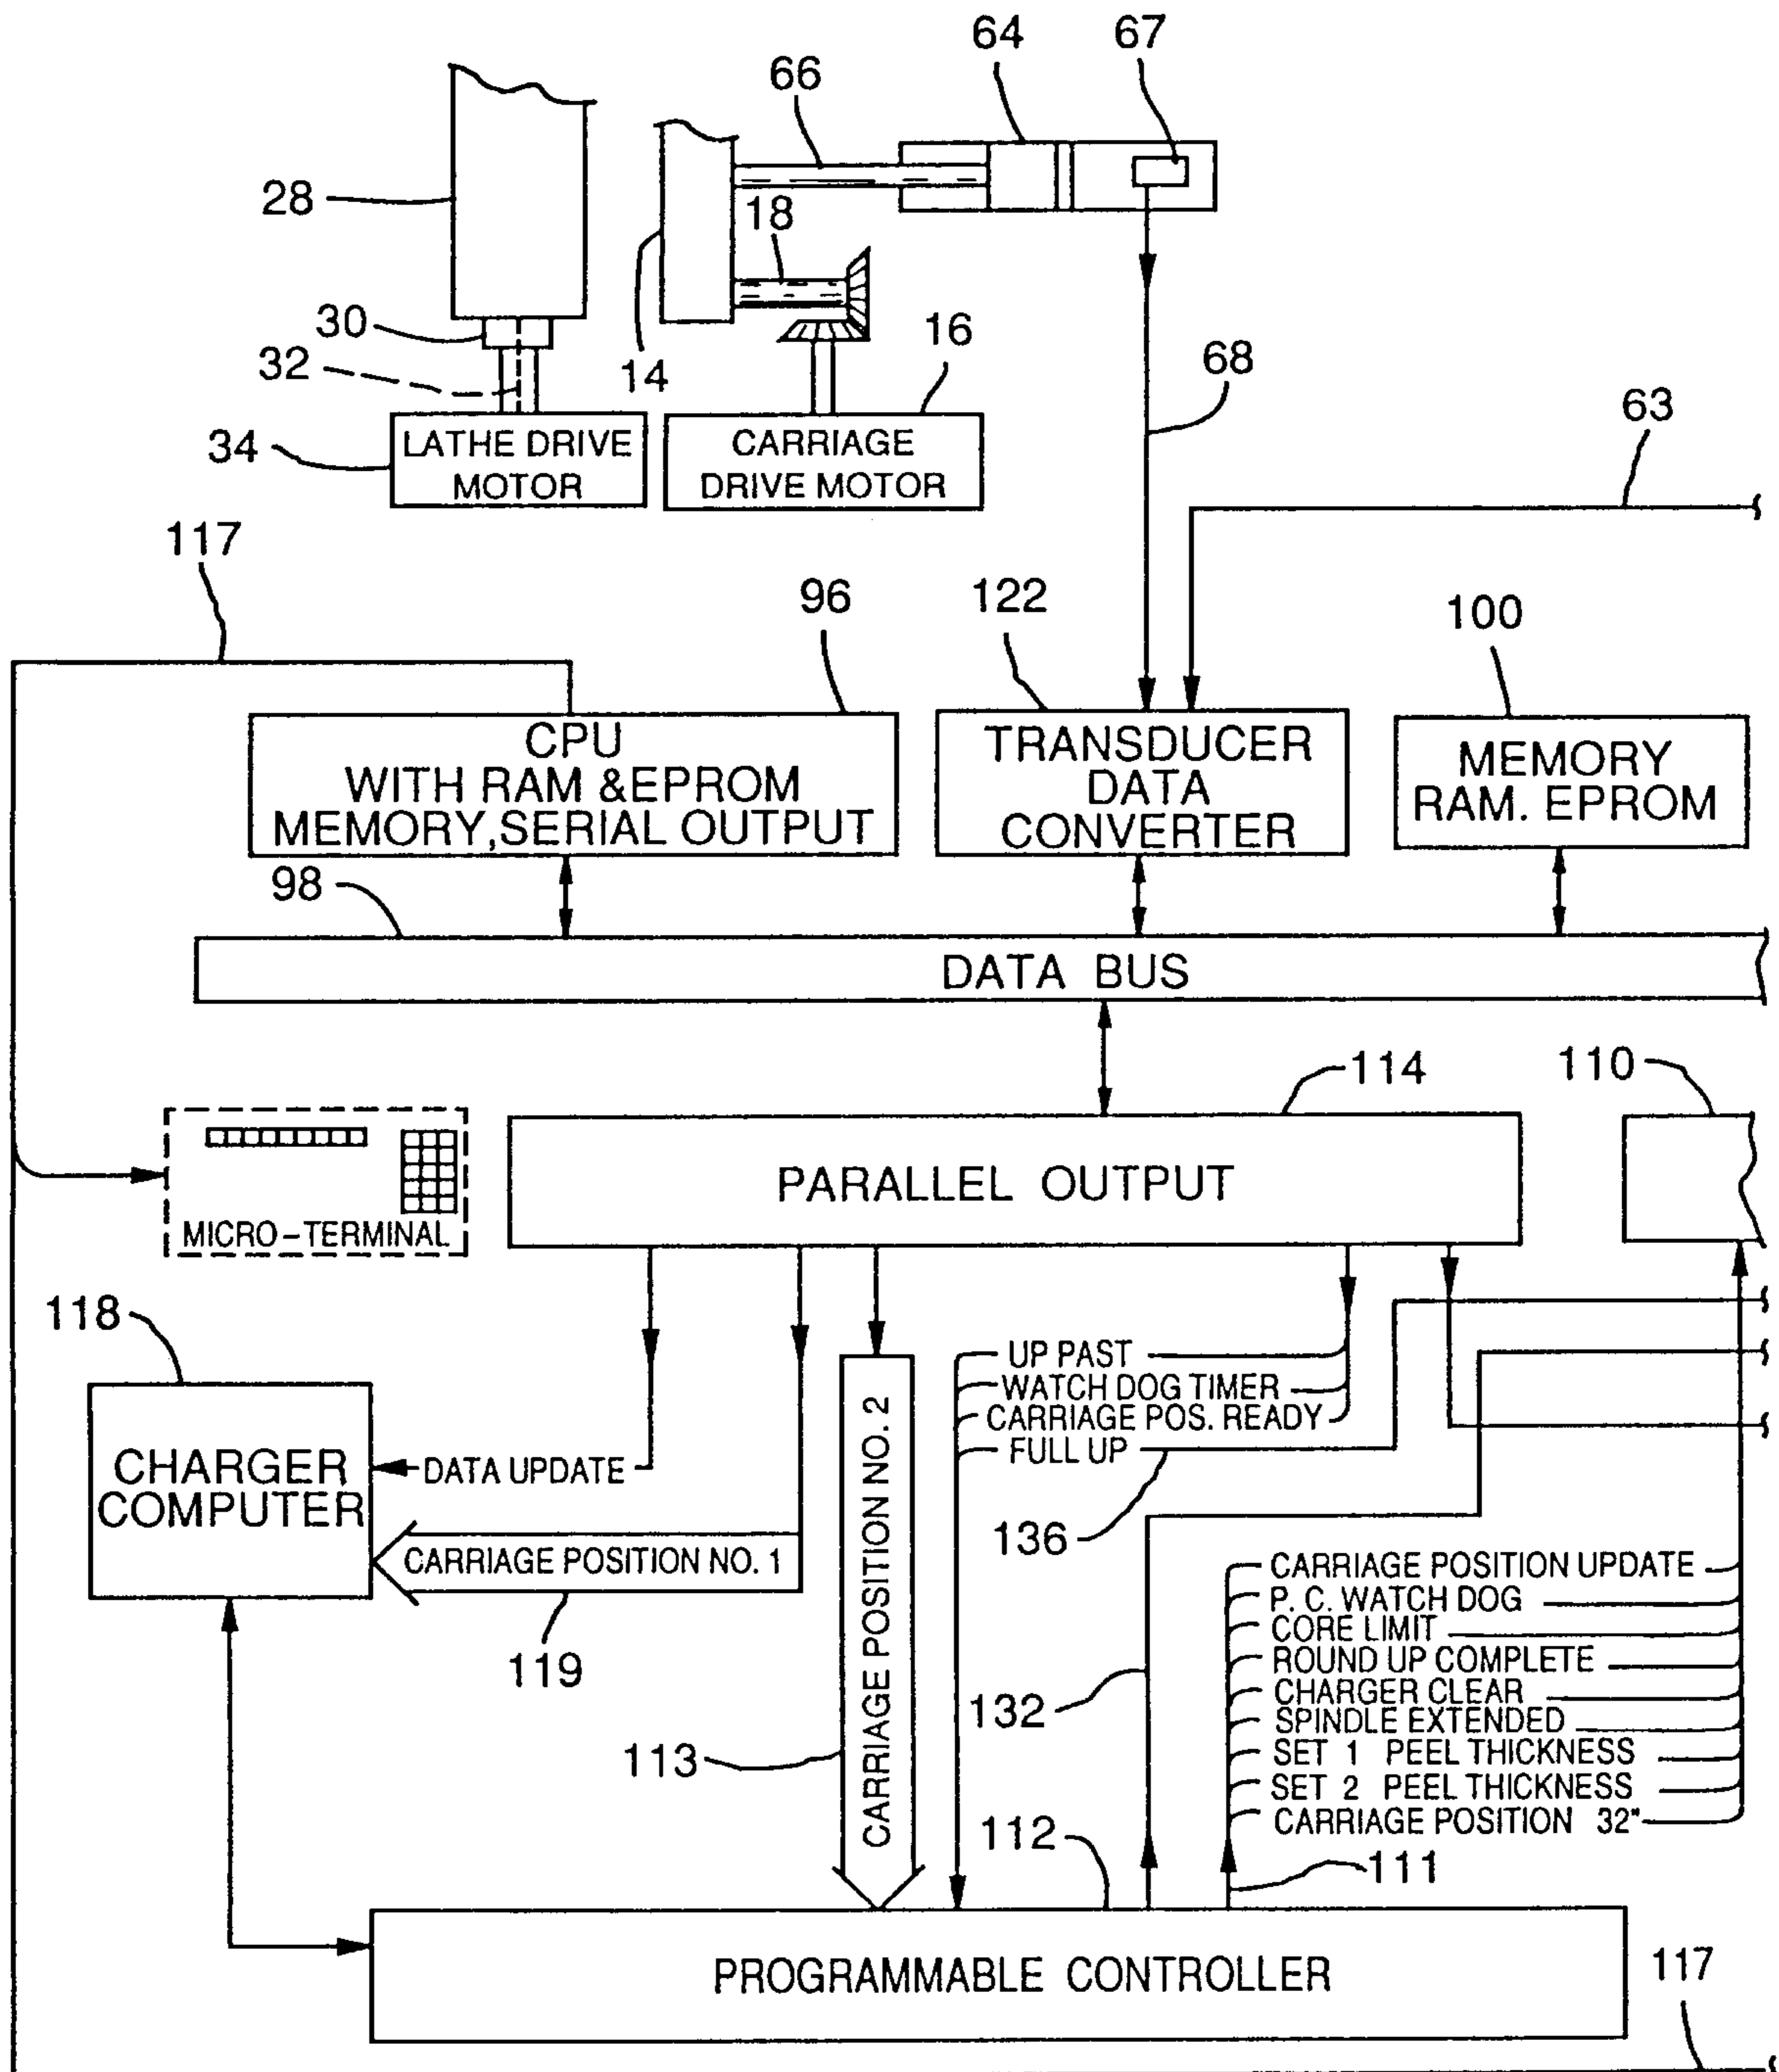 64
67
66
28
18
30
16
32
14
68
63
34
LATHE DRIVE
MOTOR
CARRIAGE
DRIVE MOTOR
117
96
122
100
CPU
WITH RAM &EPROM
MEMORY,SERIAL OUTPUT
TRANSDUCER
DATA
CONVERTER
MEMORY
RAM. EPROM
98
DATA BUS
114
110
PARALLEL OUTPUT
MICRO-TERMINAL
118
UP PAST
WATCH DOG TIMER
CARRIAGE POS. READY
FULL UP
CHARGER
COMPUTER
DATA UPDATE
CARRIAGE POSITION NO. 1
119
CARRIAGE POSITION NO. 2
136
CARRIAGE POSITION UPDATE
P. C. WATCH DOG
CORE LIMIT
ROUND UP COMPLETE
CHARGER CLEAR
SPINDLE EXTENDED
SET 1 PEEL THICKNESS
SET 2 PEEL THICKNESS
CARRIAGE POSITION 32"
132
113
112
111
PROGRAMMABLE CONTROLLER
117